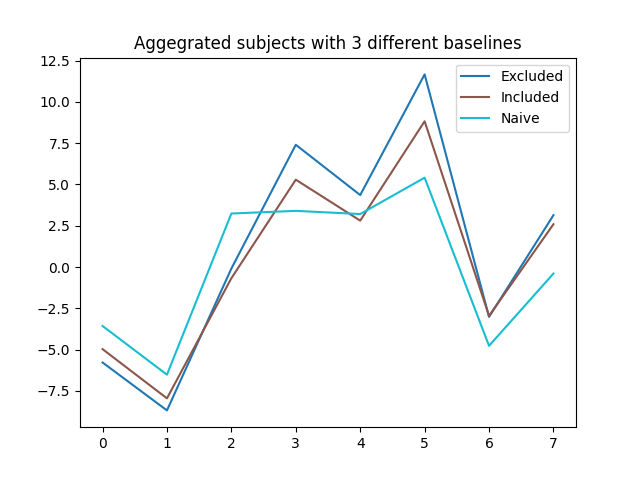 Aggegrated subjects with 3 different baselines
12.5
10.0
7.5
5.0
2.5
0.0
−2.5
−5.0
−7.5
Excluded
Included
Naive
0 1 2 3 4 5 6 7